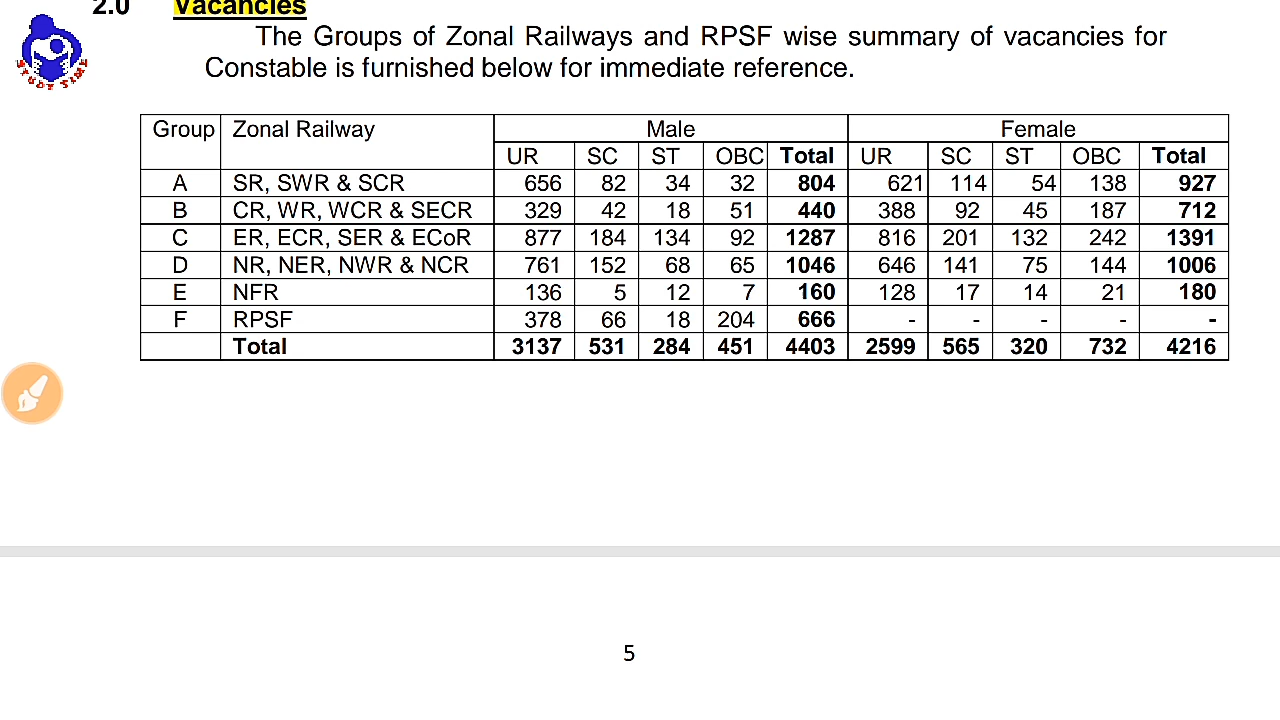 2.0 Vacancies
The Groups of Zonal Railways and RPSF wise summary of vacancies for
Constable is furnished below for immediate reference.
Group Zonal Railway Male Female
UR SC ST OBC Total UR SC ST OBC Total
A SR, SWR & SCR 656 82 34 32 804 621 114 54 138 927
B CR, WR, WCR & SECR 329 42 18 51 440 388 92 45 187 712
C ER, ECR, SER & ECoR 877 184 134 92 1287 816 201 132 242 1391
D NR, NER, NWR & NCR 761 152 68 65 1046 646 141 75 144 1006
E NFR 136 5 12 7 160 128 17 14 21 180
F RPSF 378 66 18 204 666 - - - - -
Total 3137 531 284 451 4403 2599 565 320 732 4216
5